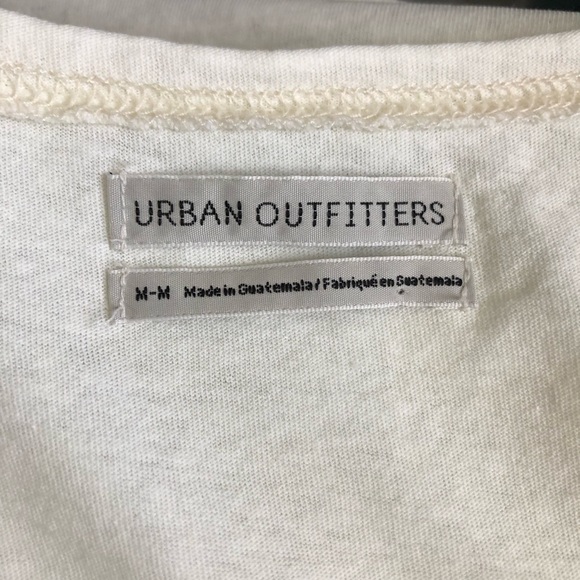 URBAN OUTFITTERS
M-M Made in Guatemala / Fabriqué en Guatemala